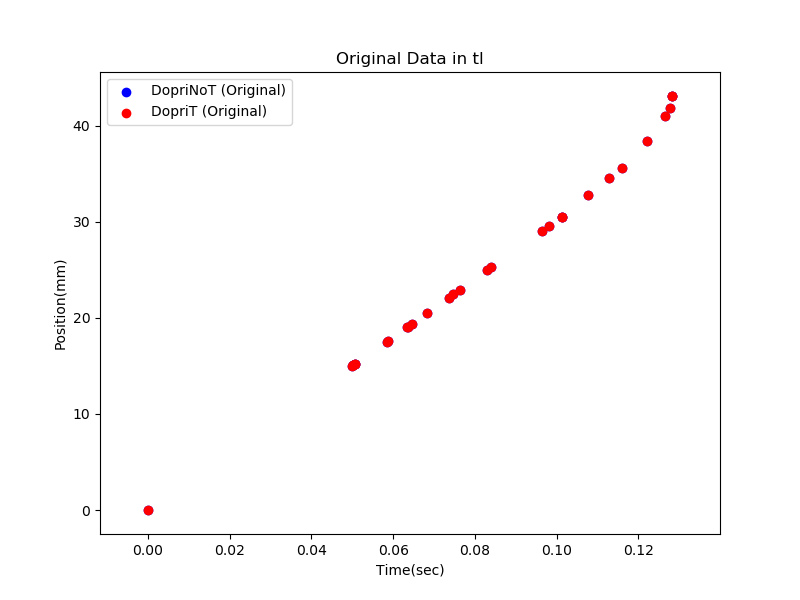 Original Data in tl
DopriNoT (Original)
DopriT (Original)
Position(mm)
40
30
20
10
0
0.00 0.02 0.04 0.06 0.08 0.10 0.12
Time(sec)